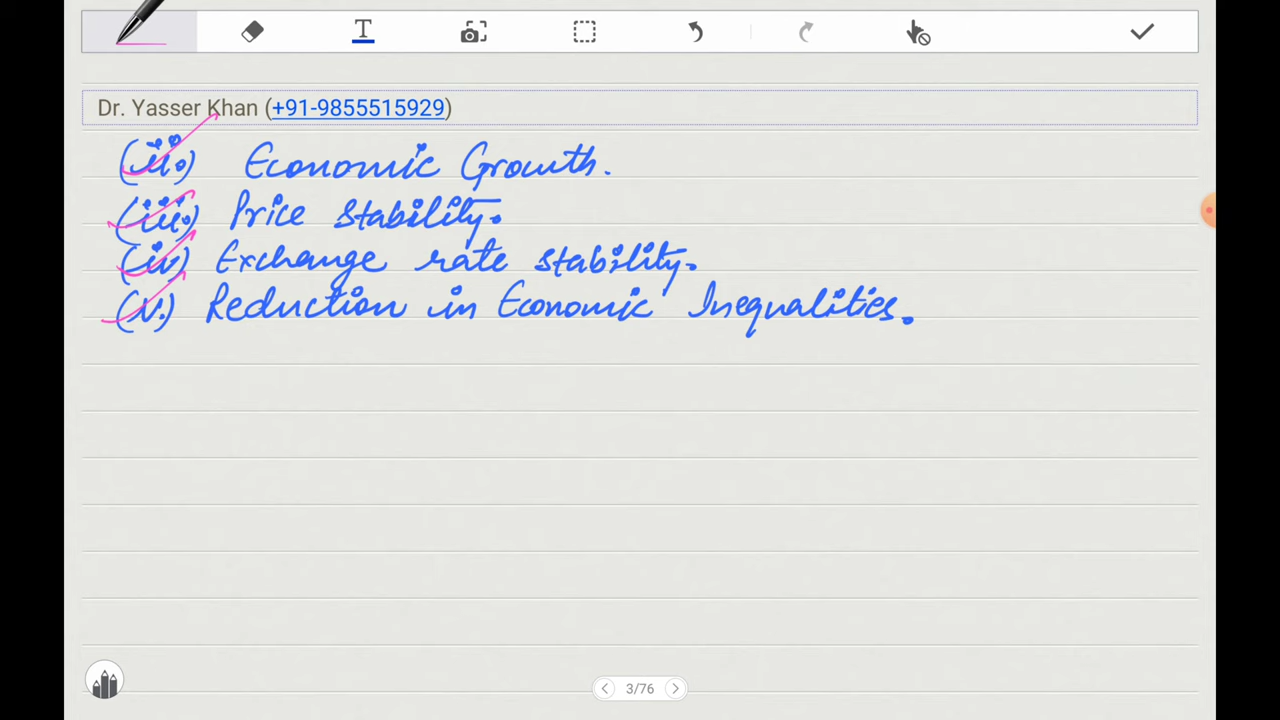 T
Dr. Yasser Khan (+91-9855515929)
(ii.) Economic Growth.
(iii.) Price Stability.
(iv) Exchange rate stability.
(v.) Reduction in Economic Inequalities.
3/76